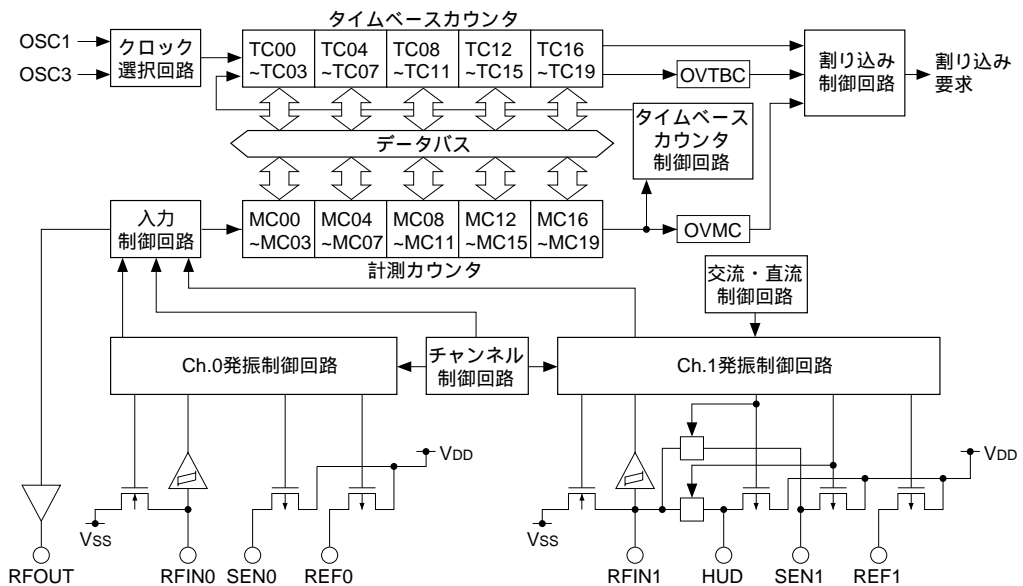 タイムベースカウンタ
OSC1
OSC3
クロック
選択回路
TC00
~TC03
TC04
~TC07
TC08
~TC11
TC12
~TC15
TC16
~TC19
OVTBC
割り込み
制御回路
割り込み
要求
タイムベース
カウンタ
制御回路
データバス
入力
制御回路
MC00
~MC03
MC04
~MC07
MC08
~MC11
MC12
~MC15
MC16
~MC19
OVMC
計測カウンタ
交流・直流
制御回路
Ch.0発振制御回路
チャンネル
制御回路
Ch.1発振制御回路
VDD
VDD
VSS
VSS
RFOUT
RFIN0
SEN0
REF0
RFIN1
HUD
SEN1
REF1